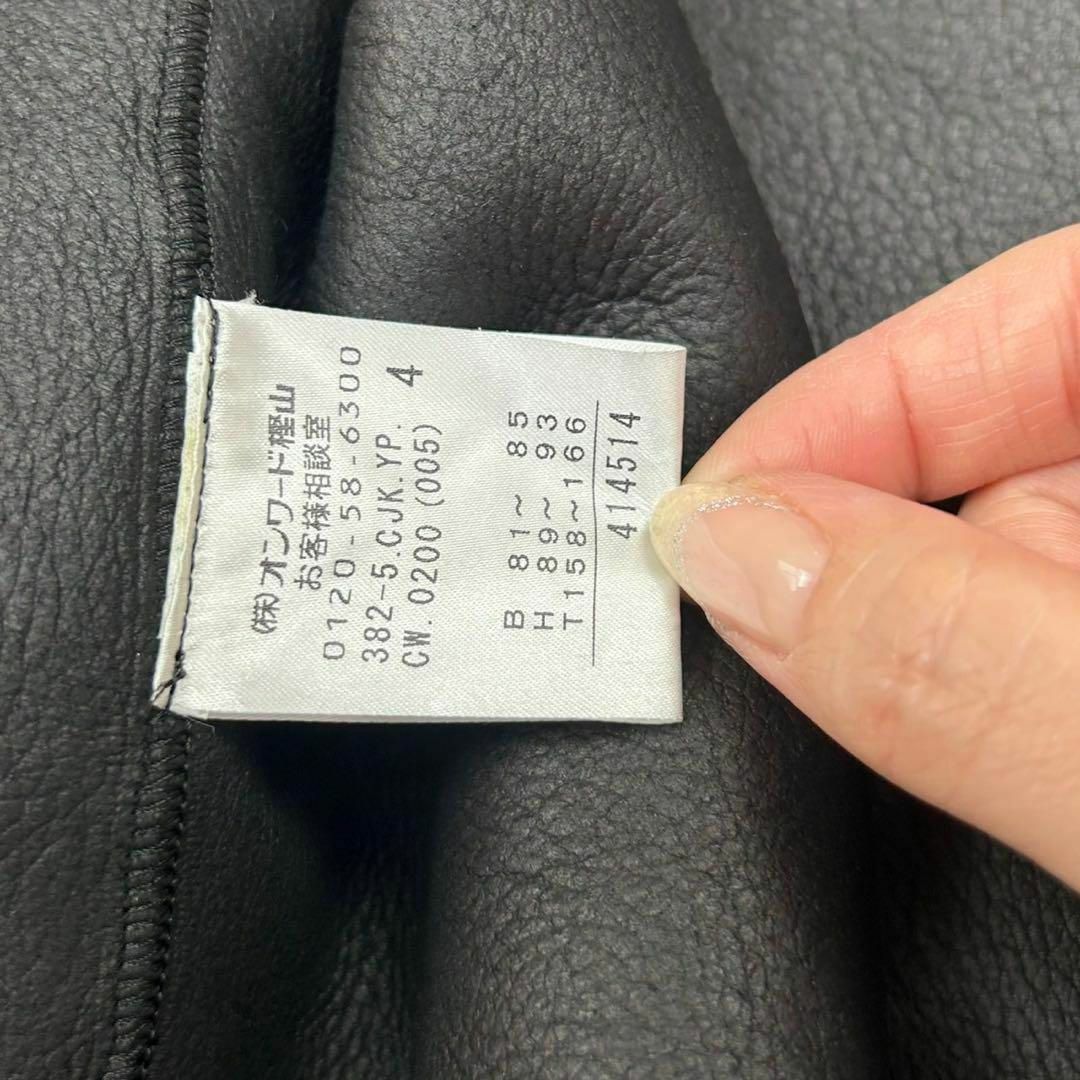 (株)オンワード樫山
お客様相談室
0120-58-6300
382-5.CJK.YP. 4
CW.0200 (005)
B 81~ 85
H 89~ 93
T158~166
414514